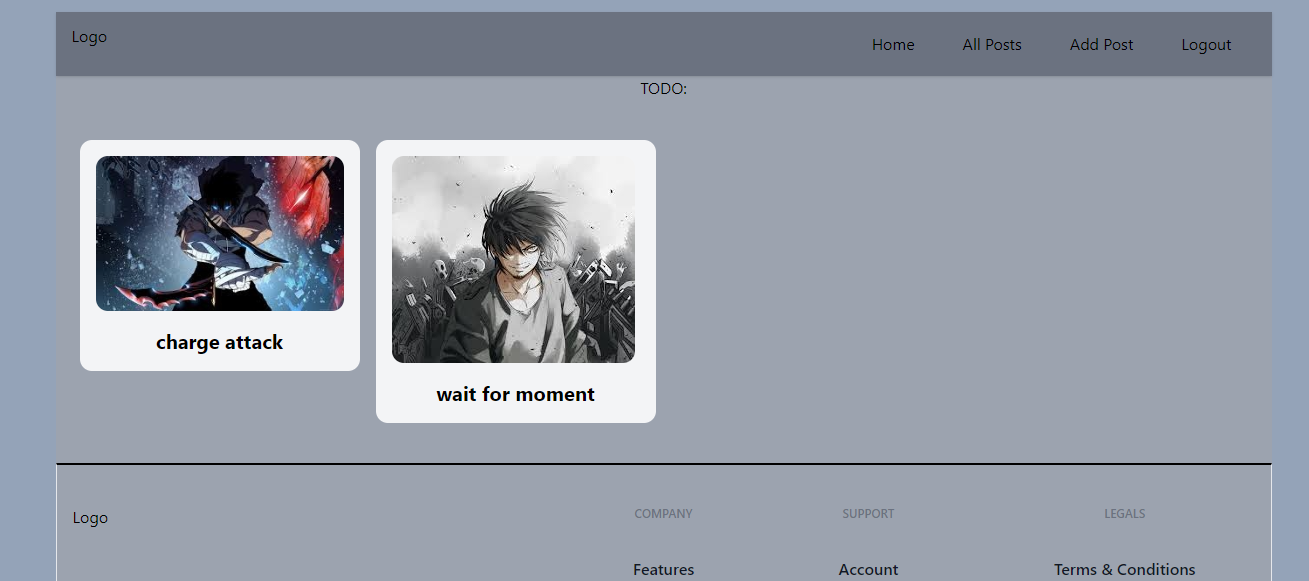 Logo
Home All Posts Add Post Logout
TODO:
charge attack
wait for moment
Logo
COMPANY SUPPORT LEGALS
Features Account Terms & Conditions